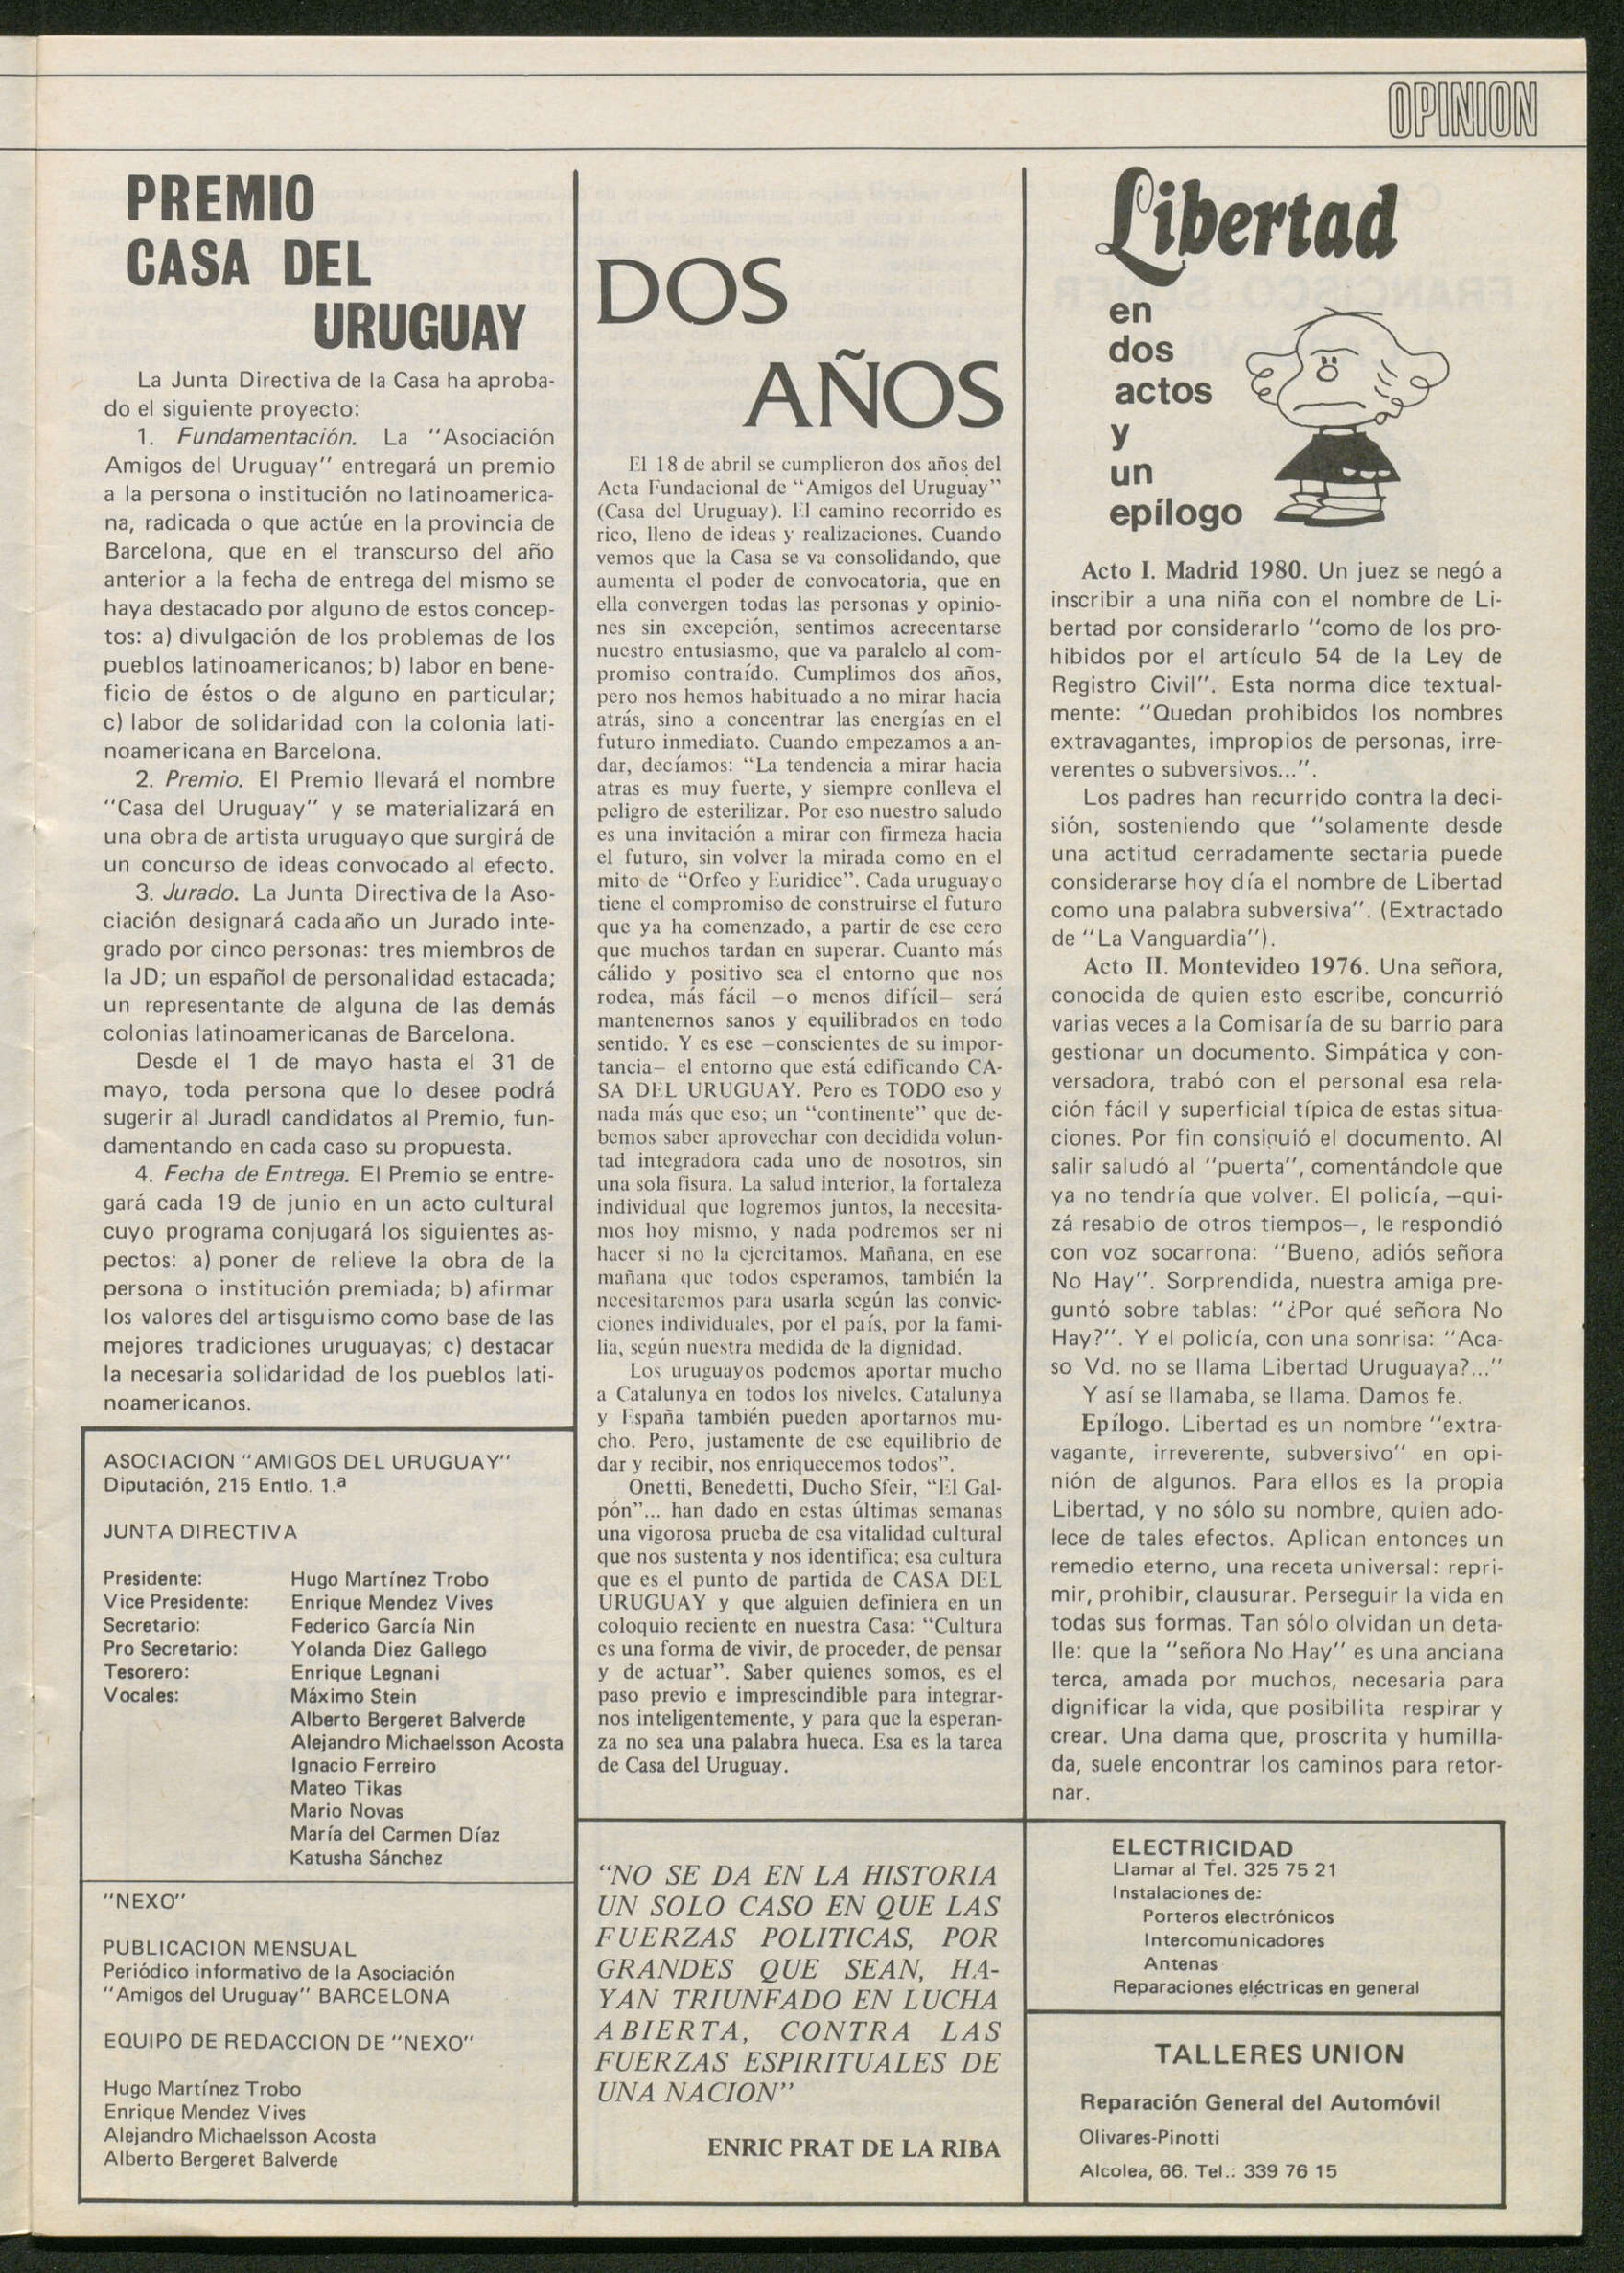 OPINION
PREMIO
CASA DEL
URUGUAY
La Junta Directiva de la Casa ha aproba-
do el siguiente proyecto:
1. Fundamentación. La "Asociación
Amigos del Uruguay" entregará un premio
a la persona o institución no latinoamerica-
na, radicada o que actúe en la provincia de
Barcelona, que en el transcurso del año
anterior a la fecha de entrega del mismo se
haya destacado por alguno de estos concep-
tos: a) divulgación de los problemas de los
pueblos latinoamericanos; b) labor en bene-
ficio de éstos o de alguno en particular;
c) labor de solidaridad con la colonia lati-
noamericana en Barcelona.
2. Premio. El Premio llevará el nombre
"Casa del Uruguay" y se materializará en
una obra de artista uruguayo que surgirá de
un concurso de ideas convocado al efecto.
3. Jurado. La Junta Directiva de la Aso-
ciación designará cada año un Jurado inte-
grado por cinco personas: tres miembros de
la JD; un español de personalidad estacada;
un representante de alguna de las demás
colonias latinoamericanas de Barcelona.
Desde el 1 de mayo hasta el 31 de
mayo, toda persona que lo desee podrá
sugerir al Juradl candidatos al Premio, fun-
damentando en cada caso su propuesta.
4. Fecha de Entrega. El Premio se entre-
gará cada 19 de junio en un acto cultural
cuyo programa conjugará los siguientes as-
pectos: a) poner de relieve la obra de la
persona o institución premiada; b) afirmar
los valores del artisguismo como base de las
mejores tradiciones uruguayas; c) destacar
la necesaria solidaridad de los pueblos lati-
noamericanos.
ASOCIACION "AMIGOS DEL URUGUAY"
Diputación, 215 Entlo. 1.ª
JUNTA DIRECTIVA
Presidente: Hugo Martínez Trobo
Vice Presidente: Enrique Mendez Vives
Secretario: Federico García Nin
Pro Secretario: Yolanda Diez Gallego
Tesorero: Enrique Legnani
Vocales: Máximo Stein
Alberto Bergeret Balverde
Alejandro Michaelsson Acosta
Ignacio Ferreiro
Mateo Tikas
Mario Novas
María del Carmen Díaz
Katusha Sánchez
"NEXO"
PUBLICACION MENSUAL
Periódico informativo de la Asociación
"Amigos del Uruguay" BARCELONA
EQUIPO DE REDACCION DE "NEXO"
Hugo Martínez Trobo
Enrique Mendez Vives
Alejandro Michaelsson Acosta
Alberto Bergeret Balverde
DOS
AÑOS
El 18 de abril se cumplieron dos años del
Acta Fundacional de "Amigos del Uruguay"
(Casa del Uruguay). El camino recorrido es
rico, lleno de ideas y realizaciones. Cuando
vemos que la Casa se va consolidando, que
aumenta el poder de convocatoria, que en
ella convergen todas las personas y opinio-
nes sin excepción, sentimos acrecentarse
nuestro entusiasmo, que va paralelo al com-
promiso contraído. Cumplimos dos años,
pero nos hemos habituado a no mirar hacia
atrás, sino a concentrar las energías en el
futuro inmediato. Cuando empezamos a an-
dar, decíamos: "La tendencia a mirar hacia
atras es muy fuerte, y siempre conlleva el
peligro de esterilizar. Por eso nuestro saludo
es una invitación a mirar con firmeza hacia
el futuro, sin volver la mirada como en el
mito de "Orfeo y Euridice". Cada uruguayo
tiene el compromiso de construirse el futuro
que ya ha comenzado, a partir de ese cero
que muchos tardan en superar. Cuanto más
cálido y positivo sea el entorno que nos
rodea, más fácil —o menos difícil— será
mantenernos sanos y equilibrados en todo
sentido. Y es ese —conscientes de su impor-
tancia— el entorno que está edificando CA-
SA DEL URUGUAY. Pero es TODO eso y
nada más que eso; un "continente" que de-
bemos saber aprovechar con decidida volun-
tad integradora cada uno de nosotros, sin
una sola fisura. La salud interior, la fortaleza
individual que logremos juntos, la necesita-
mos hoy mismo, y nada podremos ser ni
hacer si no la ejercitamos. Mañana, en ese
mañana que todos esperamos, también la
necesitaremos para usarla según las convic-
ciones individuales, por el país, por la fami-
lia, según nuestra medida de la dignidad.
Los uruguayos podemos aportar mucho
a Catalunya en todos los niveles. Catalunya
y España también pueden aportarnos mu-
cho. Pero, justamente de ese equilibrio de
dar y recibir, nos enriquecemos todos".
Onetti, Benedetti, Ducho Sfeir, "El Gal-
pón"... han dado en estas últimas semanas
una vigorosa prueba de esa vitalidad cultural
que nos sustenta y nos identifica; esa cultura
que es el punto de partida de CASA DEL
URUGUAY y que alguien definiera en un
coloquio reciente en nuestra Casa: "Cultura
es una forma de vivir, de proceder, de pensar
y de actuar". Saber quienes somos, es el
paso previo e imprescindible para integrar-
nos inteligentemente, y para que la esperan-
za no sea una palabra hueca. Esa es la tarea
de Casa del Uruguay.
"NO SE DA EN LA HISTORIA
UN SOLO CASO EN QUE LAS
FUERZAS POLITICAS, POR
GRANDES QUE SEAN, HA-
YAN TRIUNFADO EN LUCHA
ABIERTA, CONTRA LAS
FUERZAS ESPIRITUALES DE
UNA NACION"
ENRIC PRAT DE LA RIBA
Libertad
en
dos
actos
y
un
epílogo
Acto I. Madrid 1980. Un juez se negó a
inscribir a una niña con el nombre de Li-
bertad por considerarlo "como de los pro-
hibidos por el artículo 54 de la Ley de
Registro Civil". Esta norma dice textual-
mente: "Quedan prohibidos los nombres
extravagantes, impropios de personas, irre-
verentes o subversivos...".
Los padres han recurrido contra la deci-
sión, sosteniendo que "solamente desde
una actitud cerradamente sectaria puede
considerarse hoy día el nombre de Libertad
como una palabra subversiva". (Extractado
de "La Vanguardia").
Acto II. Montevideo 1976. Una señora,
conocida de quien esto escribe, concurrió
varias veces a la Comisaría de su barrio para
gestionar un documento. Simpática y con-
versadora, trabó con el personal esa rela-
ción fácil y superficial típica de estas situa-
ciones. Por fin consiguió el documento. Al
salir saludó al "puerta", comentándole que
ya no tendría que volver. El policía, —qui-
zá resabio de otros tiempos—, le respondió
con voz socarrona: "Bueno, adiós señora
No Hay". Sorprendida, nuestra amiga pre-
guntó sobre tablas: "¿Por qué señora No
Hay?". Y el policía, con una sonrisa: "Aca-
so Vd. no se llama Libertad Uruguaya?..."
Y así se llamaba, se llama. Damos fe.
Epílogo. Libertad es un nombre "extra-
vagante, irreverente, subversivo" en opi-
nión de algunos. Para ellos es la propia
Libertad, y no sólo su nombre, quien ado-
lece de tales efectos. Aplican entonces un
remedio eterno, una receta universal: repri-
mir, prohibir, clausurar. Perseguir la vida en
todas sus formas. Tan sólo olvidan un deta-
lle: que la "señora No Hay" es una anciana
terca, amada por muchos, necesaria para
dignificar la vida, que posibilita respirar y
crear. Una dama que, proscrita y humilla-
da, suele encontrar los caminos para retor-
nar.
ELECTRICIDAD
Llamar al Tel. 325 75 21
Instalaciones de:
Porteros electrónicos
Intercomunicadores
Antenas
Reparaciones eléctricas en general
TALLERES UNION
Reparación General del Automóvil
Olivares-Pinotti
Alcolea, 66. Tel.: 339 76 15